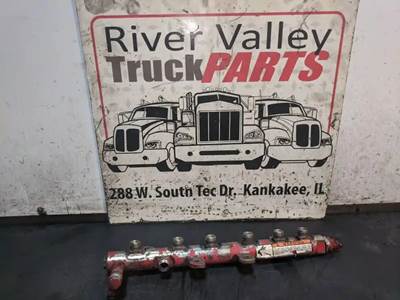 River Valley
TruckPARTS
288 W. South Tec Dr. Kankakee, IL